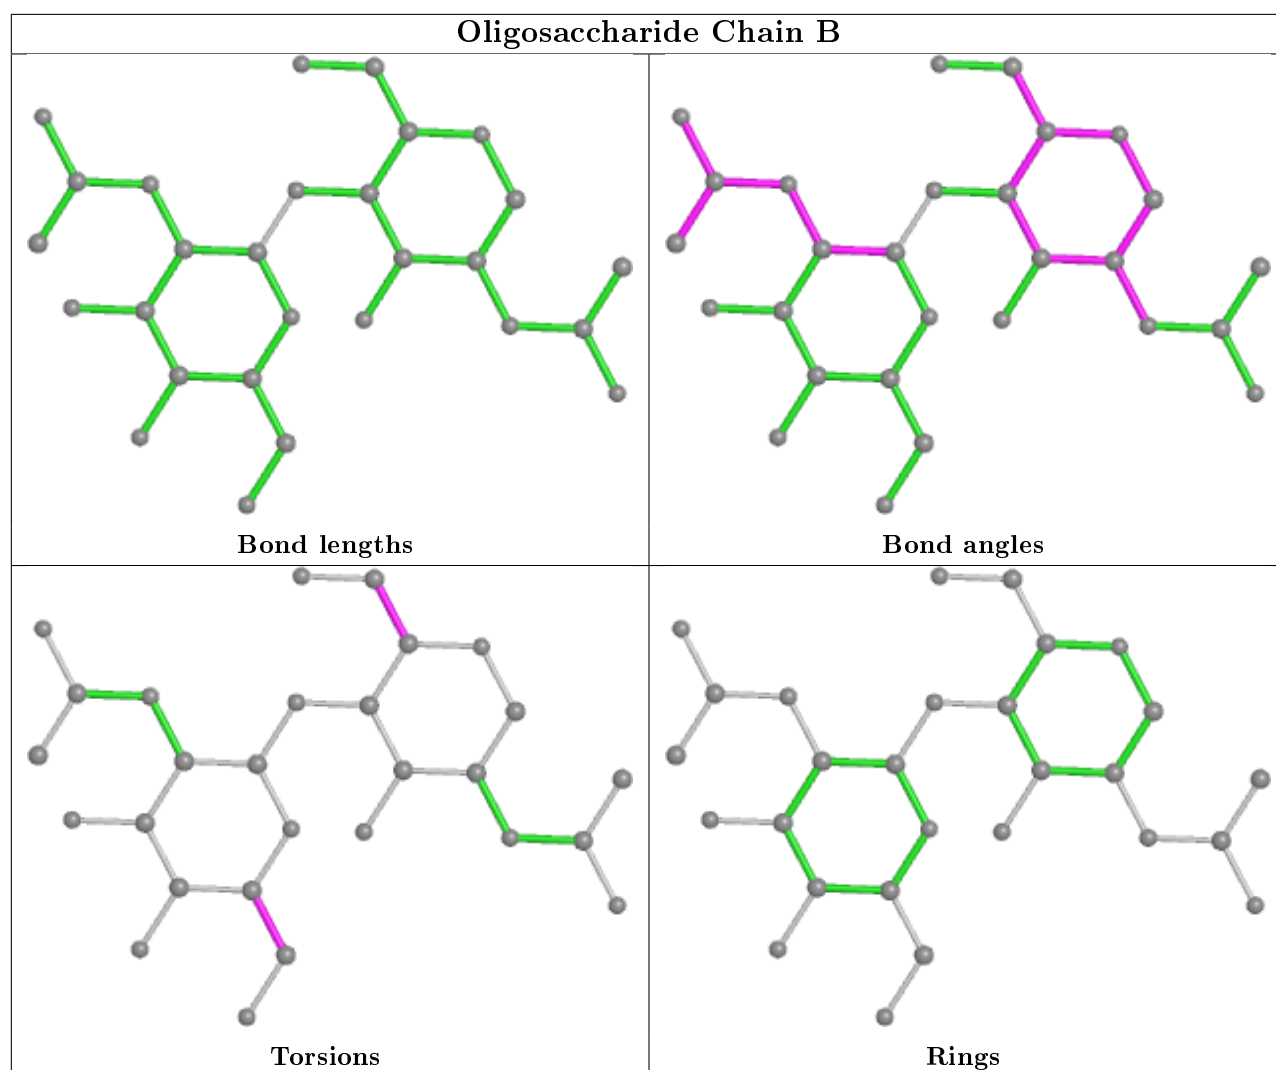 Oligosaccharide Chain B
Bond lengths
Bond angles
Torsions
Rings